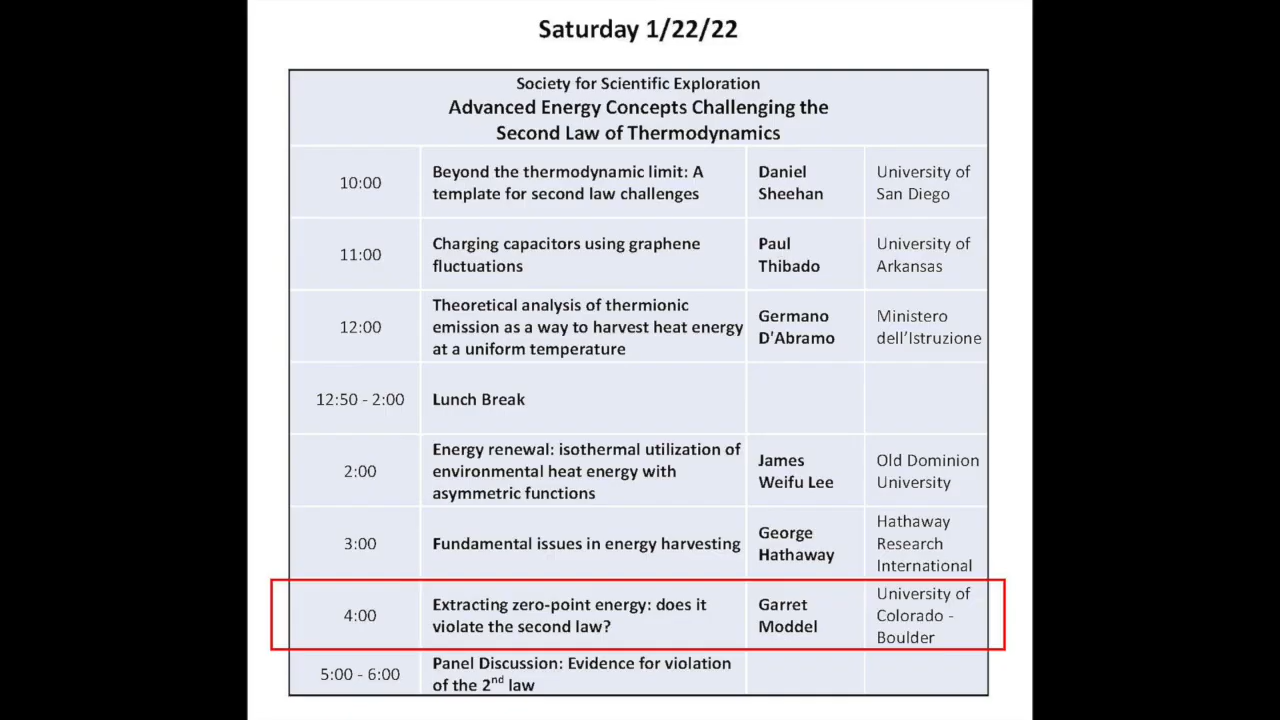 Saturday 1/22/22
Society for Scientific Exploration
Advanced Energy Concepts Challenging the
Second Law of Thermodynamics
10:00
Beyond the thermodynamic limit: A
template for second law challenges
Daniel
Sheehan
University of
San Diego
11:00
Charging capacitors using graphene
fluctuations
Paul
Thibado
University of
Arkansas
12:00
Theoretical analysis of thermionic
emission as a way to harvest heat energy
at a uniform temperature
Germano
D'Abramo
Ministero
dell’Istruzione
12:50 - 2:00
Lunch Break
2:00
Energy renewal: isothermal utilization of
environmental heat energy with
asymmetric functions
James
Weifu Lee
Old Dominion
University
3:00
Fundamental issues in energy harvesting
George
Hathaway
Hathaway
Research
International
4:00
Extracting zero-point energy: does it
violate the second law?
Garret
Moddel
University of
Colorado -
Boulder
5:00 - 6:00
Panel Discussion: Evidence for violation
of the 2nd law